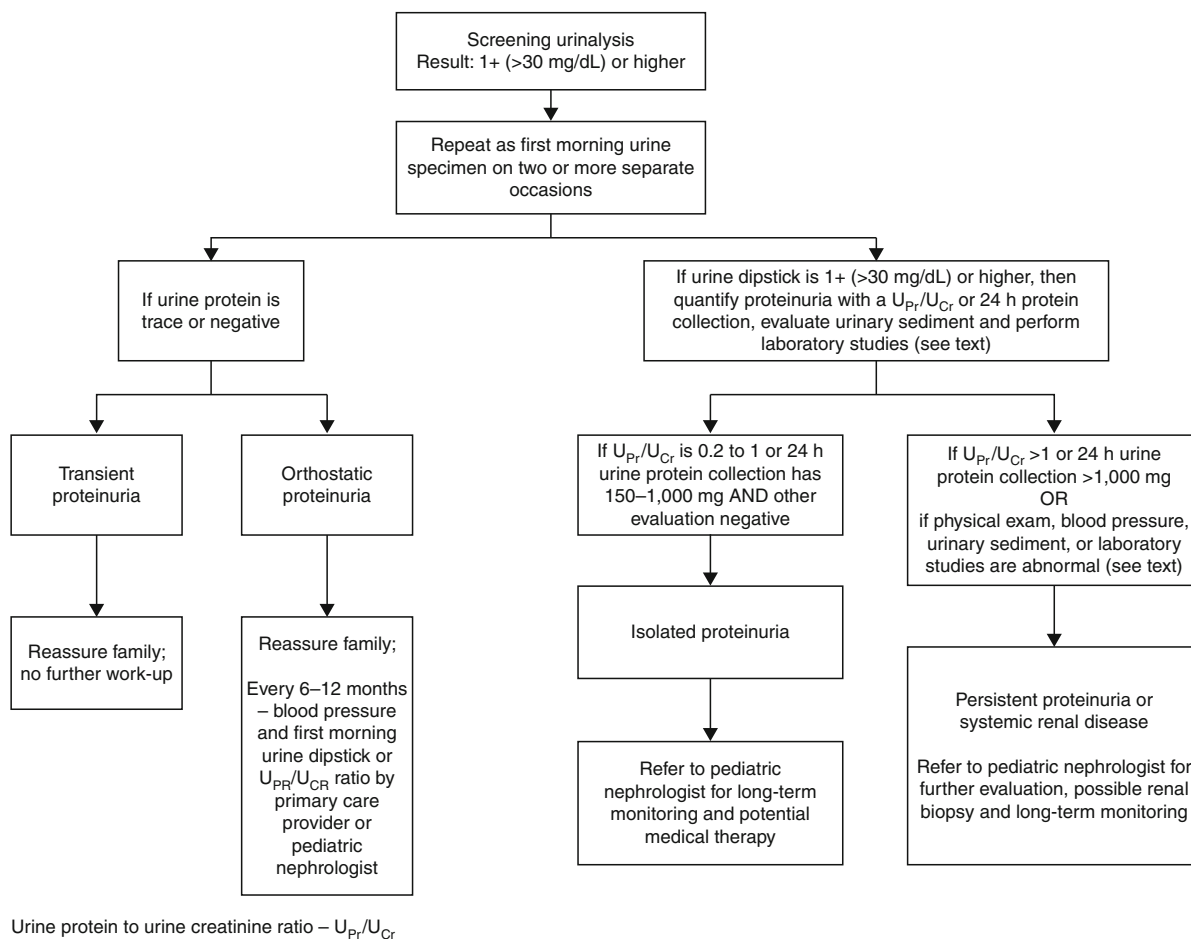 Screening urinalysis
Result: 1+ (>30 mg/dL) or higher
Repeat as first morning urine
specimen on two or more separate
occasions
If urine protein is
trace or negative
If urine dipstick is 1+ (>30 mg/dL) or higher, then
quantify proteinuria with a UPr/UCr or 24 h protein
collection, evaluate urinary sediment and perform
laboratory studies (see text)
Transient
proteinuria
Orthostatic
proteinuria
If UPr/UCr is 0.2 to 1 or 24 h
urine protein collection has
150–1,000 mg AND other
evaluation negative
If UPr/UCr >1 or 24 h urine
protein collection >1,000 mg
OR
if physical exam, blood pressure,
urinary sediment, or laboratory
studies are abnormal (see text)
Reassure family;
no further work-up
Reassure family;
Every 6–12 months
– blood pressure
and first morning
urine dipstick or
UPR/UCR ratio by
primary care
provider or
pediatric
nephrologist
Isolated proteinuria
Refer to pediatric
nephrologist for long-term
monitoring and potential
medical therapy
Persistent proteinuria or
systemic renal disease
Refer to pediatric nephrologist for
further evaluation, possible renal
biopsy and long-term monitoring
Urine protein to urine creatinine ratio – UPr/UCr